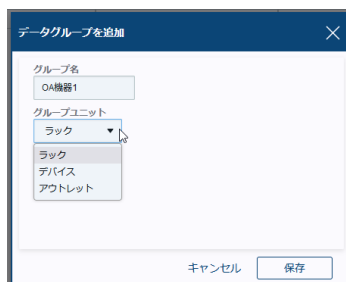 データグループを追加
グループ名
OA機器1
グループユニット
ラック
ラック
デバイス
アウトレット
キャンセル
保存